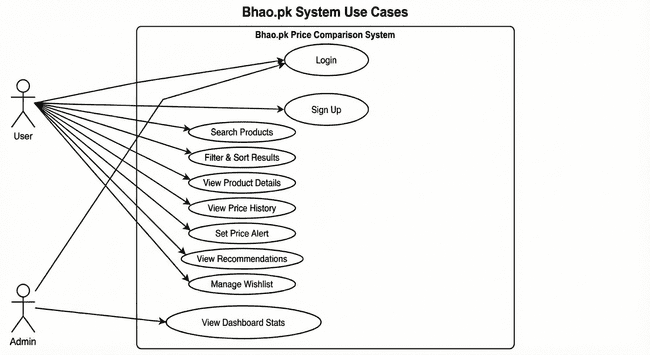 Bhao.pk System Use Cases
Bhao.pk Price Comparison System
Login
Sign Up
User
Search Products
Filter & Sort Results
View Product Details
View Price History
Set Price Alert
View Recommendations
Manage Wishlist
View Dashboard Stats
Admin